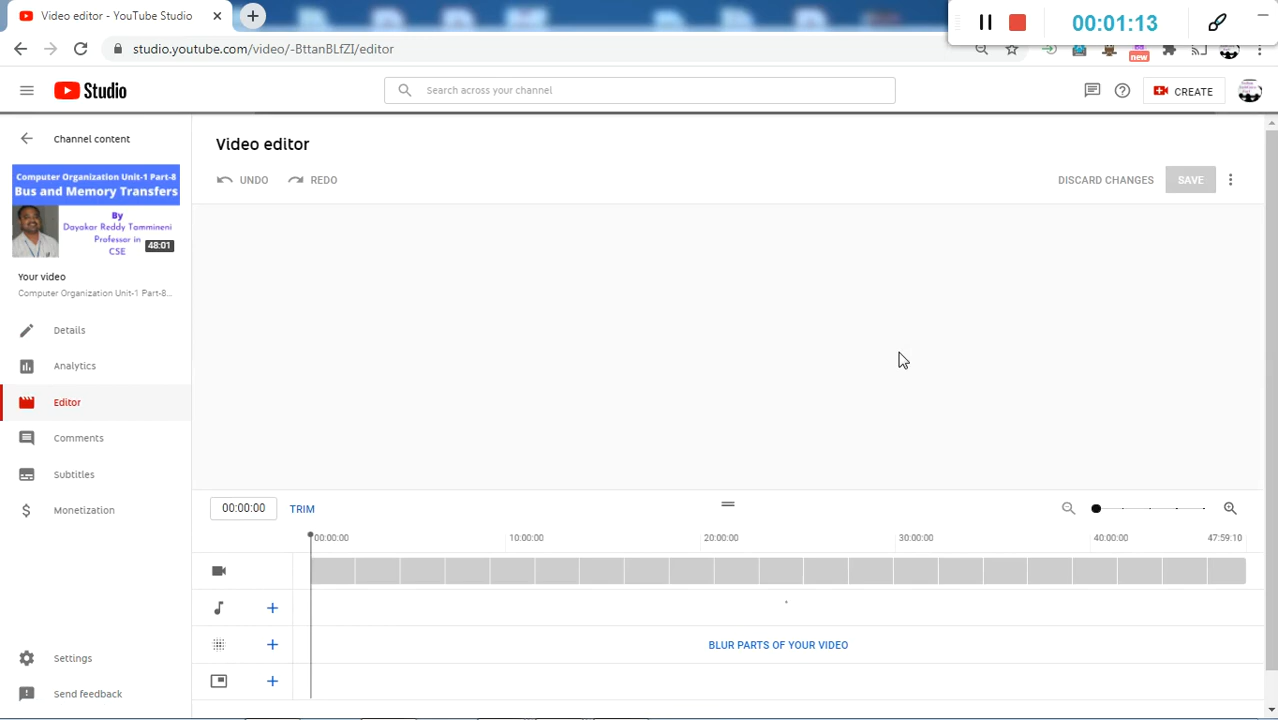 Video editor - YouTube Studio
00:01:13
studio.youtube.com/video/-BttanBLfZI/editor
new
Studio
Search across your channel
CREATE
Channel content
Video editor
Computer Organization Unit-1 Part-8
Bus and Memory Transfers
By
Dayakar Reddy Tammineni
Professor in
CSE
48:01
UNDO
REDO
DISCARD CHANGES
SAVE
Your video
Computer Organization Unit-1 Part-8...
Details
Analytics
Editor
Comments
Subtitles
Monetization
00:00:00
TRIM
00:00:00
10:00:00
20:00:00
30:00:00
40:00:00
47:59:10
BLUR PARTS OF YOUR VIDEO
Settings
Send feedback